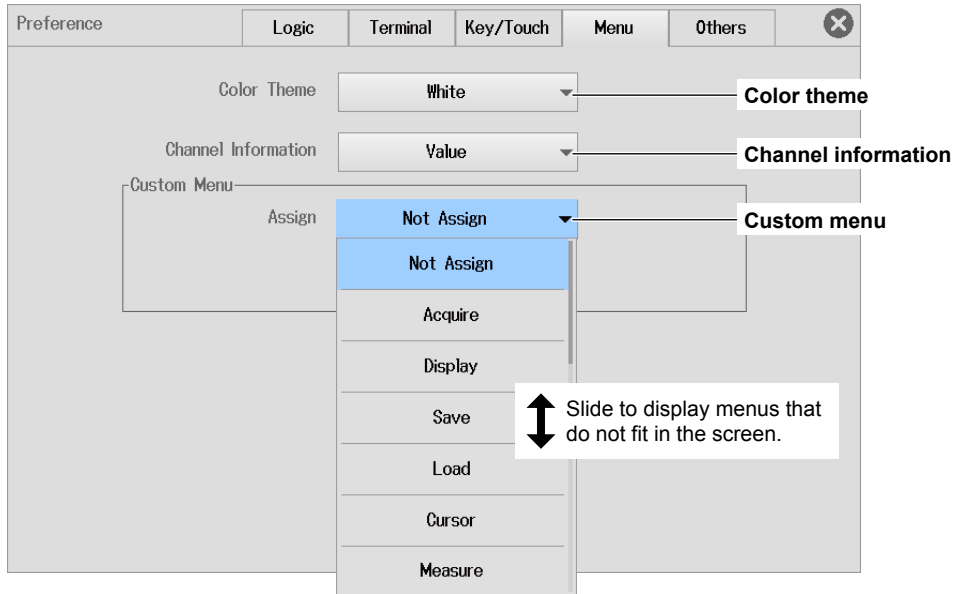 Preference
Logic
Terminal
Key/Touch
Menu
Others
Color Theme
White
Color theme
Channel Information
Value
Channel information
Custom Menu
Assign
Not Assign
Custom menu
Not Assign
Acquire
Display
Save
Slide to display menus that
do not fit in the screen.
Load
Cursor
Measure